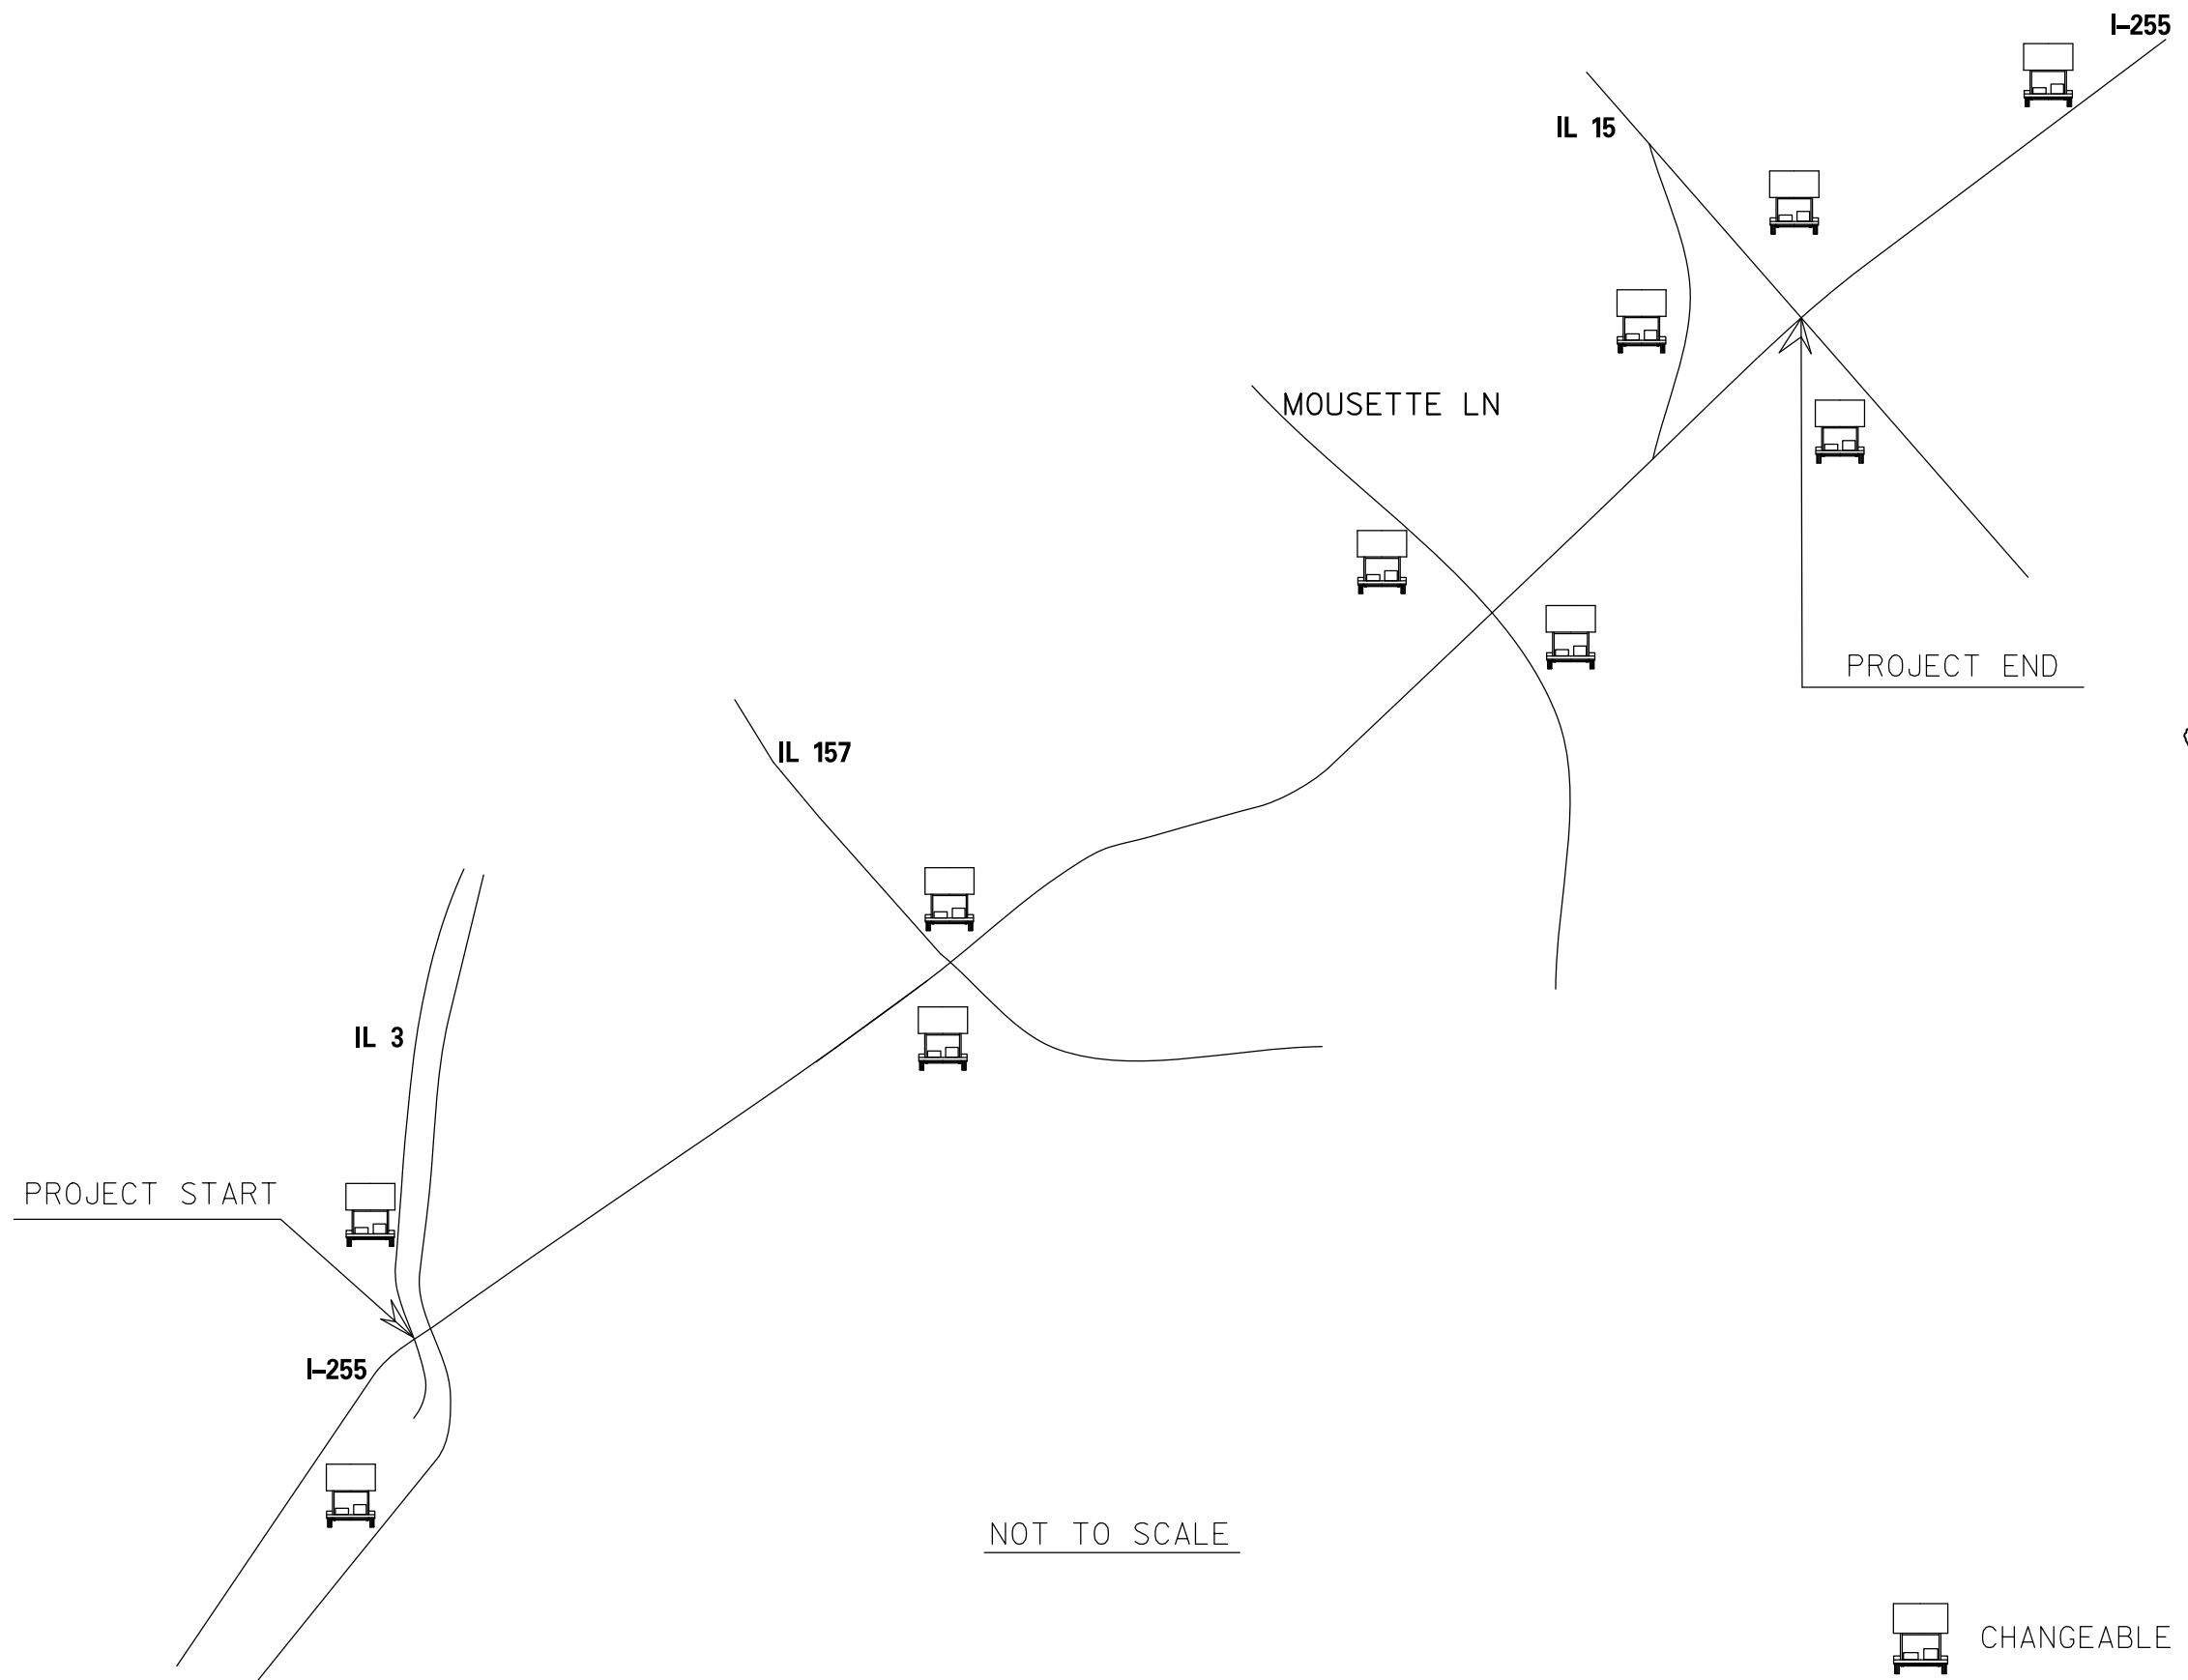 I-255
IL 15
MOUSETTE LN
PROJECT END
IL 157
IL 3
PROJECT START
I-255
NOT TO SCALE
CHANGEABLE